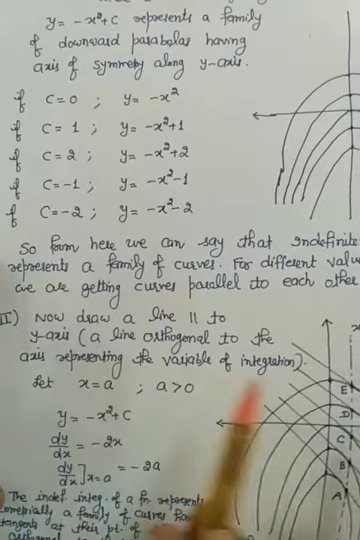 y = -x²+C represents a family
of downward parabolas having
axis of symmetry along y-axis.
if C=0 ; y= -x²
if C= 1 ; y= -x²+1
if C= 2 ; y= -x²+2
if C=-1 ; y= -x²-1
if C=-2 ; y= -x²-2
So from here we can say that Indefinite
represents a family of curves. For different value
we are getting curves parallel to each other
II) Now draw a line || to
y-axis (a line orthogonal to the
axis representing the variable of integration).
Let x=a ; a>0
y = -x²+C
dy/dx = -2x
dy/dx]x=a = -2a
The indef integ. of a fn represents
a family of curves
tangents at their pt. of
x
E
D
C
B
A